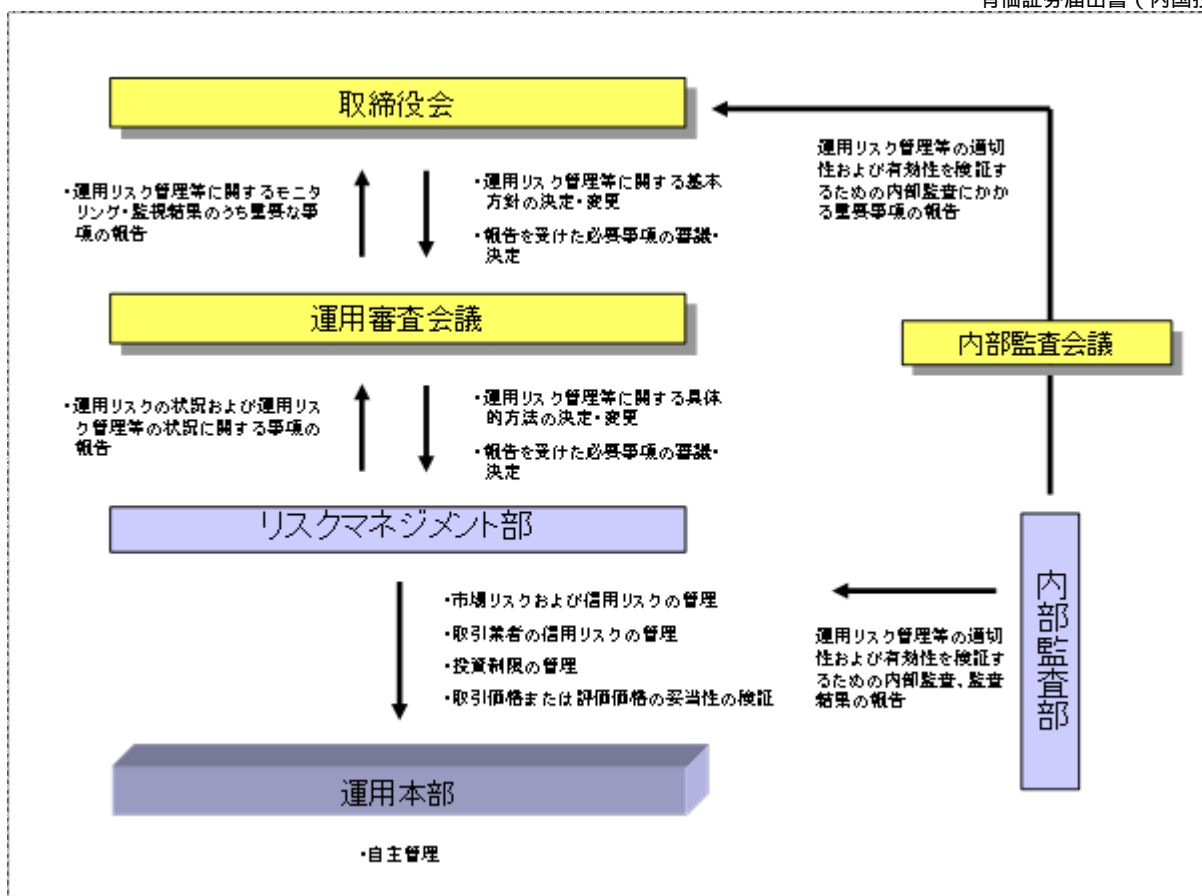 有価証券届出書(内国投
取締役会
・運用リスク管理等に関するモニ
タリング・監視結果のうち重要な事
項の報告
・運用リスク管理等に関する基本
方針の決定・変更
・報告を受けた必要事項の審議・
決定
運用リスク管理等の適切
性および有効性を検証す
るための内部監査にかか
る重要事項の報告
運用審査会議
内部監査会議
・運用リスクの状況および運用リス
ク管理等の状況に関する事項の
報告
・運用リスク管理等に関する具体
的方法の決定・変更
・報告を受けた必要事項の審議・
決定
リスクマネジメント部
内部監査部
・市場リスクおよび信用リスクの管理
・取引業者の信用リスクの管理
・投資制限の管理
・取引価格または評価価格の妥当性の検証
運用リスク管理等の適切
性および有効性を検証す
るための内部監査、監査
結果の報告
運用本部
・自主管理